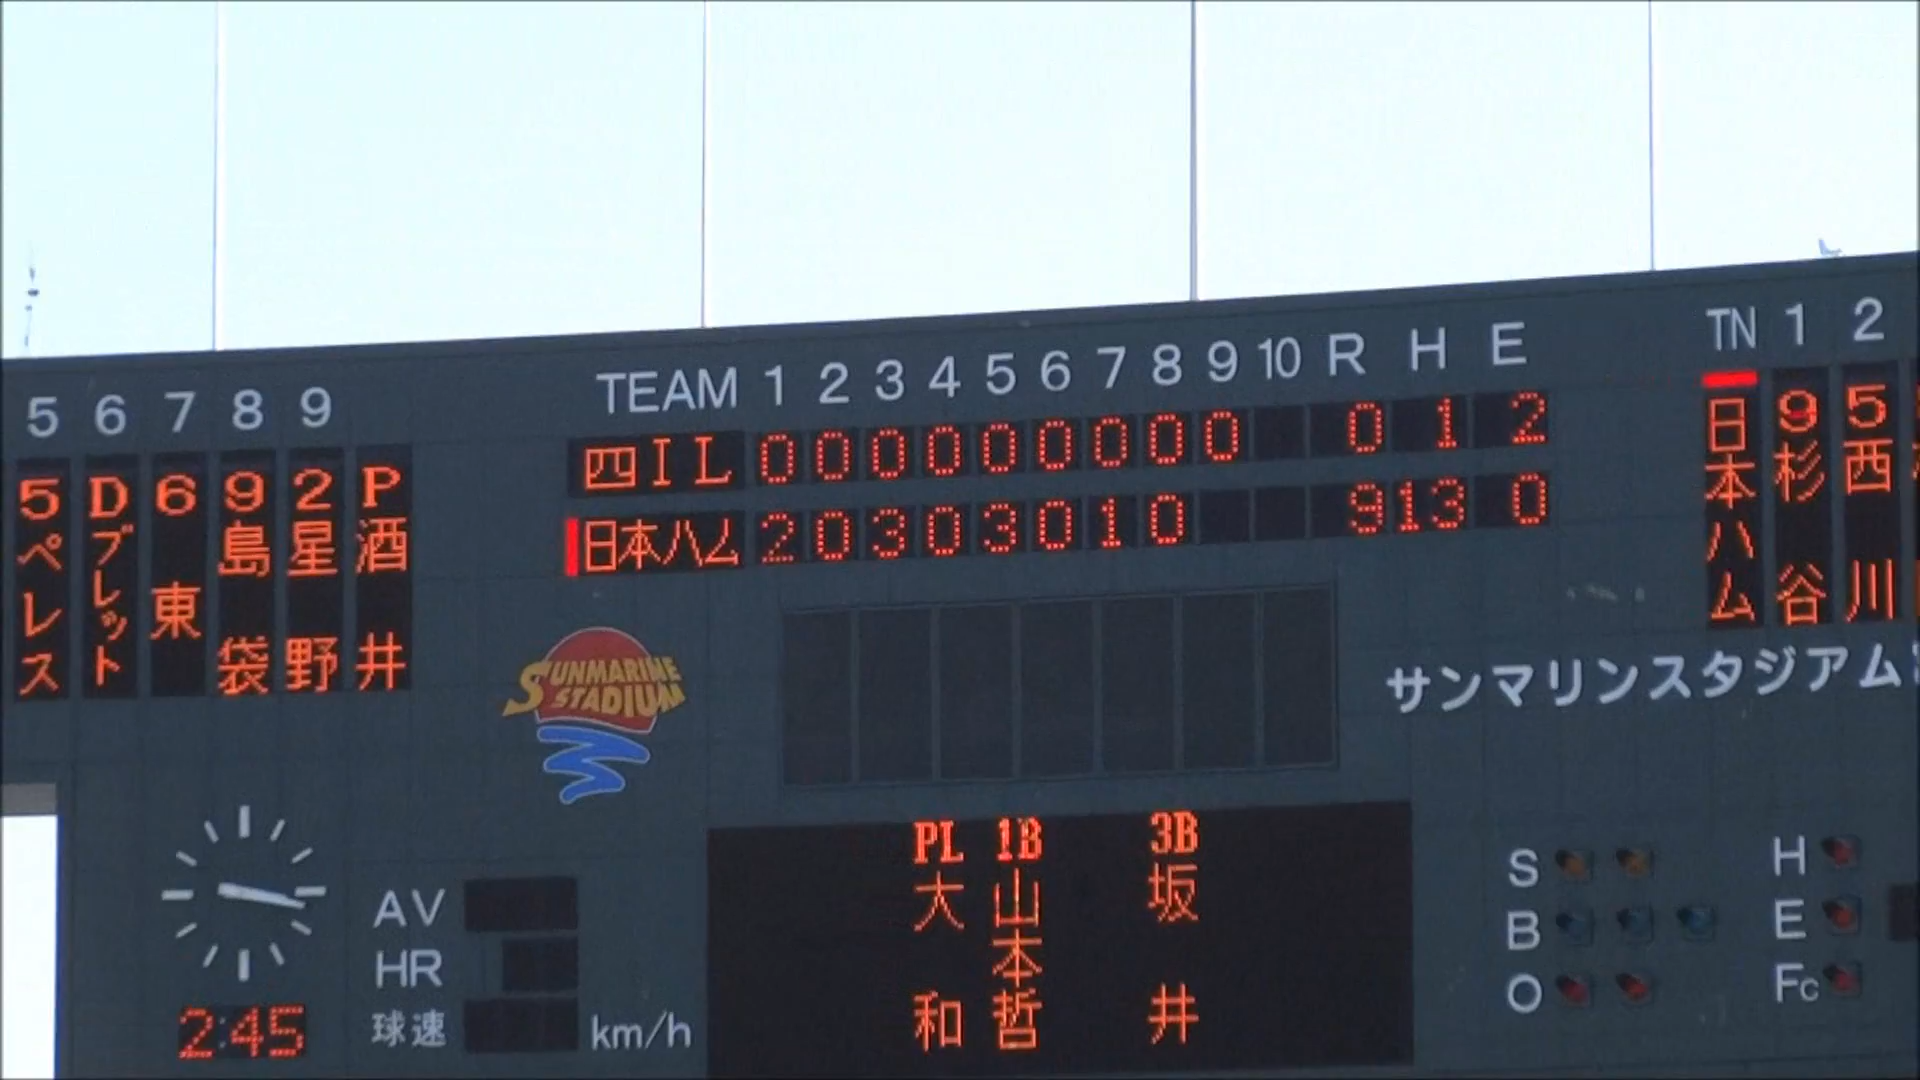 5 6 7 8 9
5 ペレス
D ブレット
6 東
9 島袋
2 星野
P 酒井
TEAM 1 2 3 4 5 6 7 8 9 10 R H E
四IL 0 0 0 0 0 0 0 0 0 0 1 2
日本ハム 2 0 3 0 3 0 1 0 9 13 0
TN 1 2
日本ハム
9 杉谷
5 西川
SUNMARINE STADIUM
サンマリンスタジアム
2:45
AV
HR
球速 km/h
PL 大和
1B 山本哲
3B 坂井
S
B
O
H
E
Fc